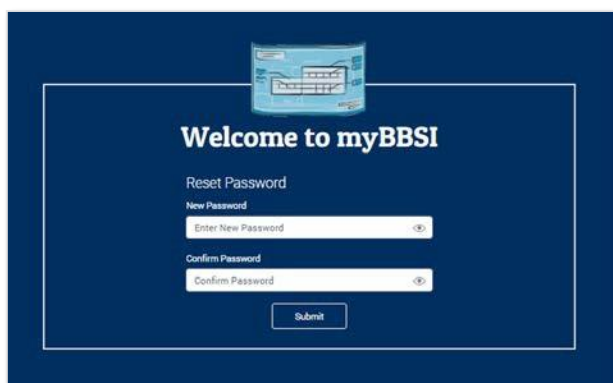 Welcome to myBBSI
Reset Password
New Password
Enter New Password
Confirm Password
Confirm Password
Submit